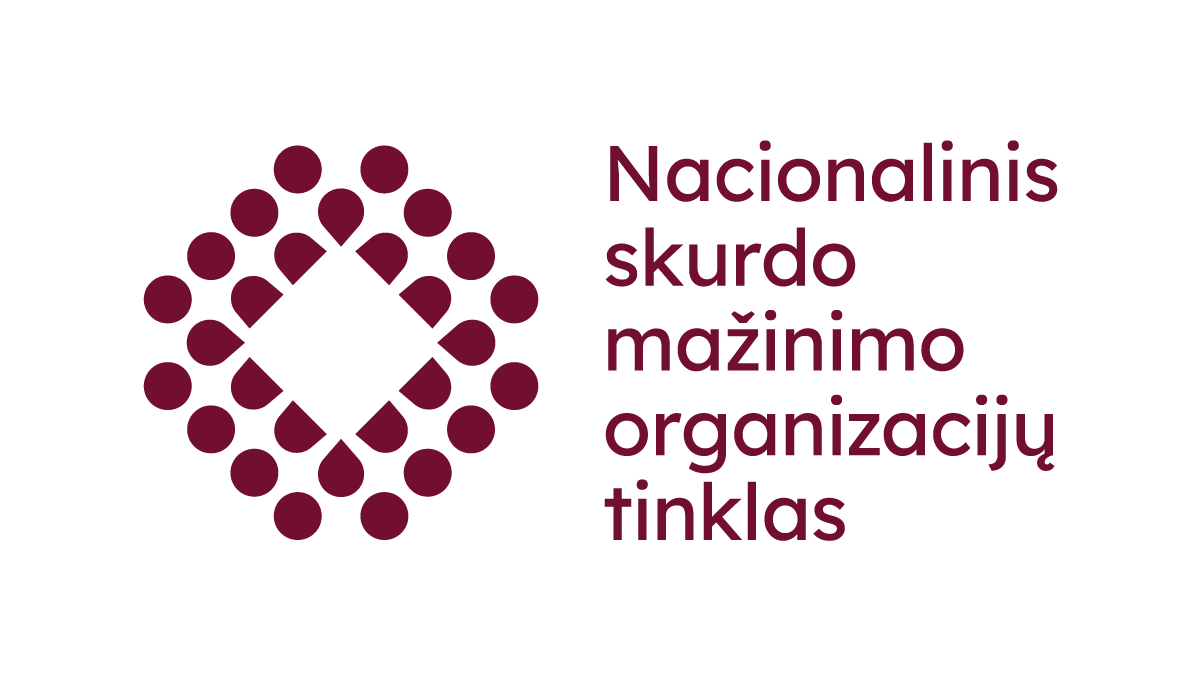 Nacionalinis
skurdo
mažinimo
organizacijų
tinklas